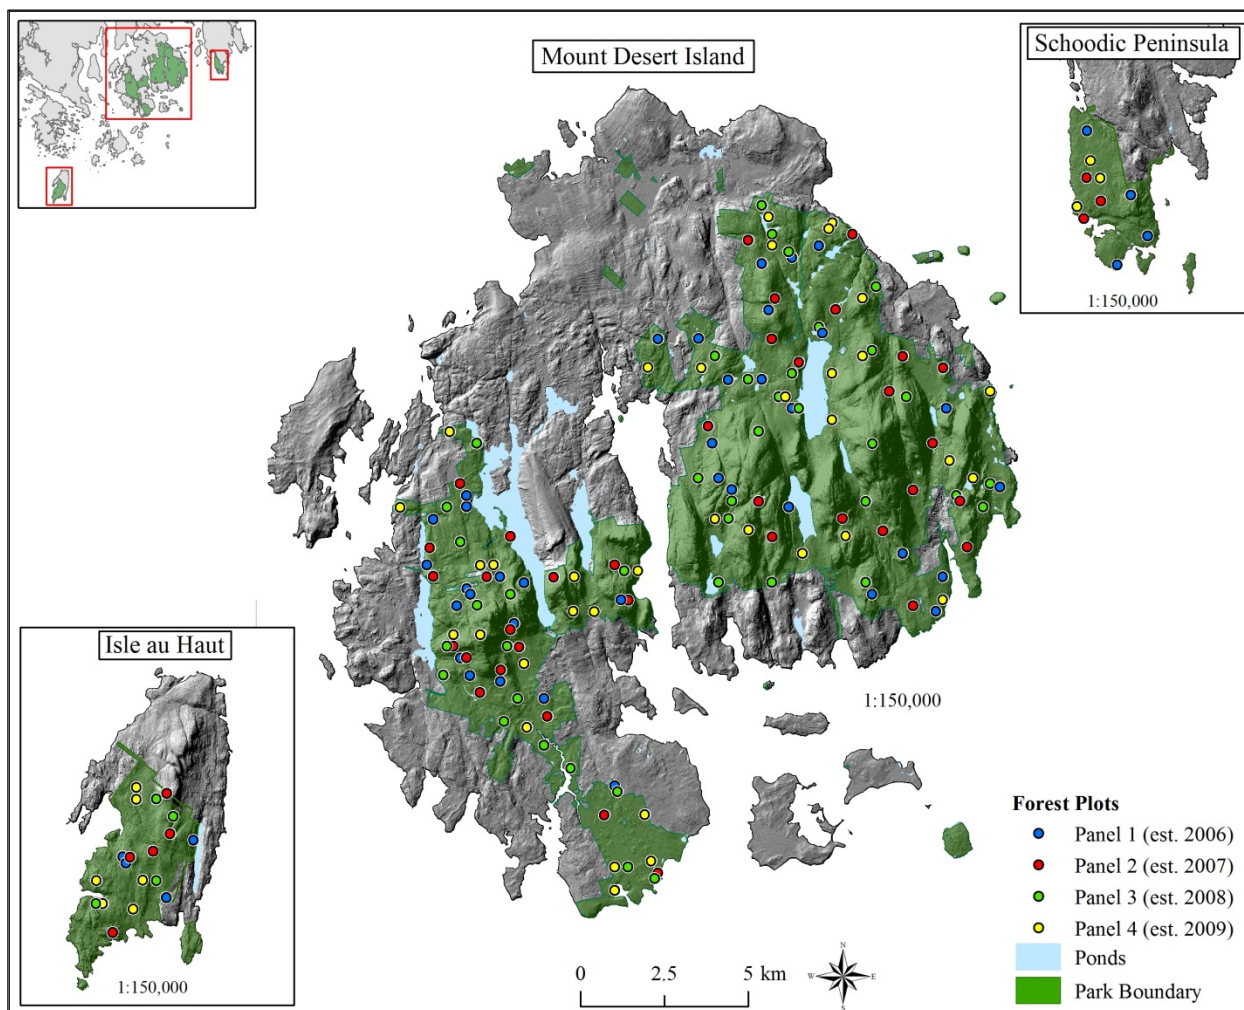 Mount Desert Island
Schoodic Peninsula
1:150,000
Isle au Haut
1:150,000
1:150,000
Forest Plots
Panel 1 (est. 2006)
Panel 2 (est. 2007)
Panel 3 (est. 2008)
Panel 4 (est. 2009)
Ponds
Park Boundary
0 2.5 5 km
N
W E
S